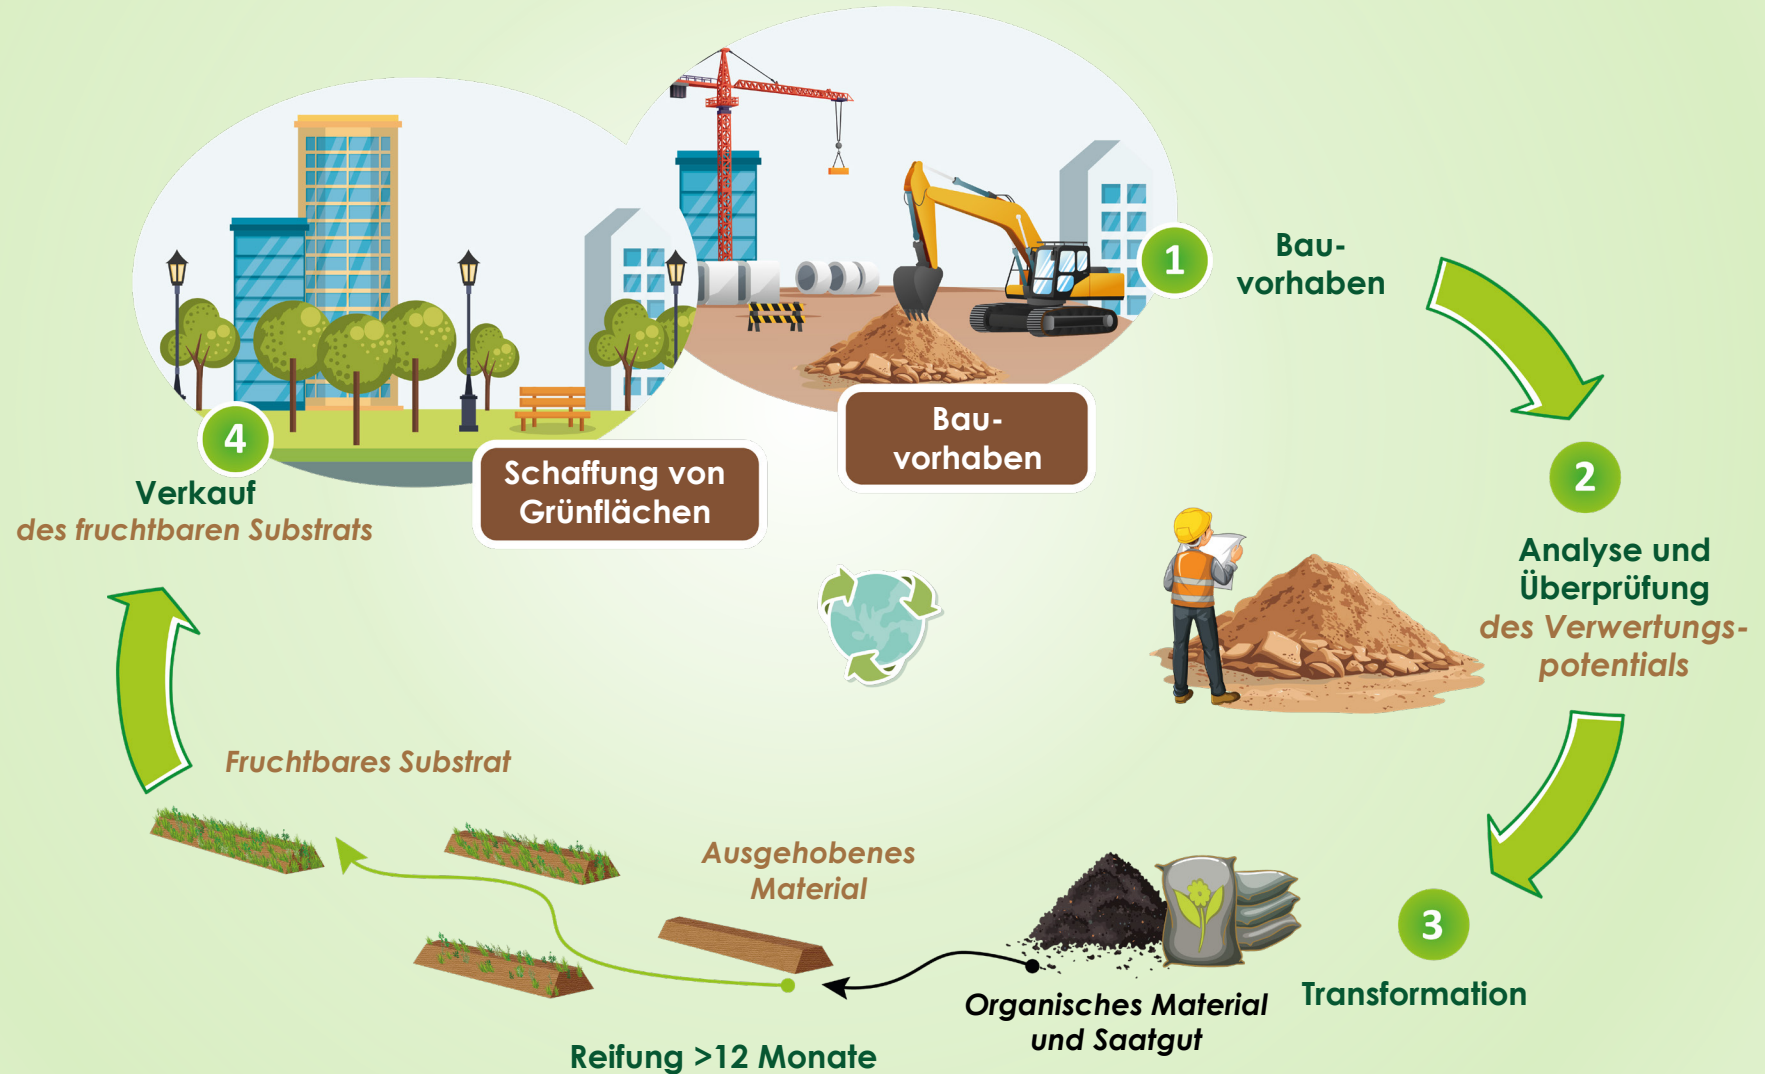 1
Bau-
vorhaben
Bau-
vorhaben
2
Analyse und
Überprüfung
des Verwertungs-
potentials
3
Transformation
Organisches Material
und Saatgut
Ausgehobenes
Material
Reifung >12 Monate
Fruchtbares Substrat
4
Verkauf
des fruchtbaren Substrats
Schaffung von
Grünflächen